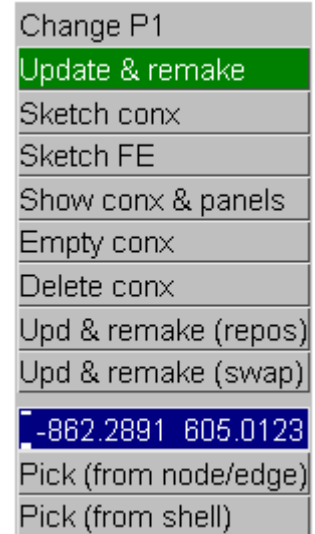 Change P1
Update & remake
Sketch conx
Sketch FE
Show conx & panels
Empty conx
Delete conx
Upd & remake (repos)
Upd & remake (swap)
-862.2891 605.0123
Pick (from node/edge)
Pick (from shell)